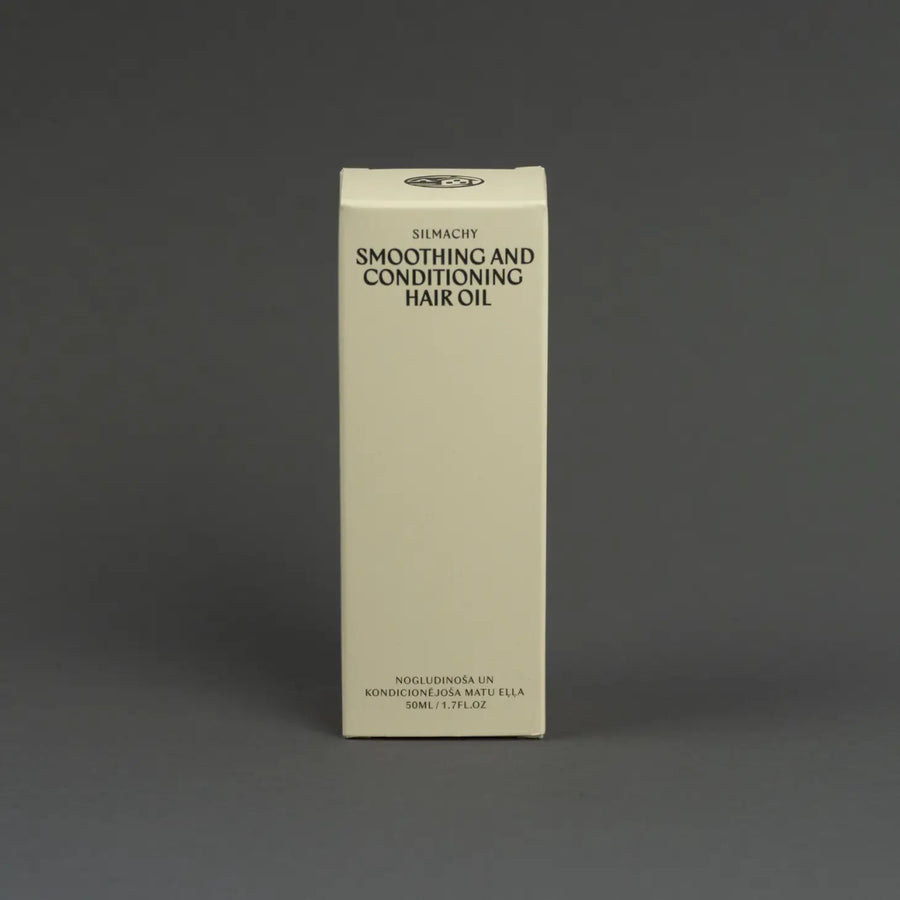 SILMACHY
SMOOTHING AND
CONDITIONING
HAIR OIL
NOGLUDINOŠA UN
KONDICIONĒJOŠA MATU EĻĻA
50ML / 1.7FL.OZ